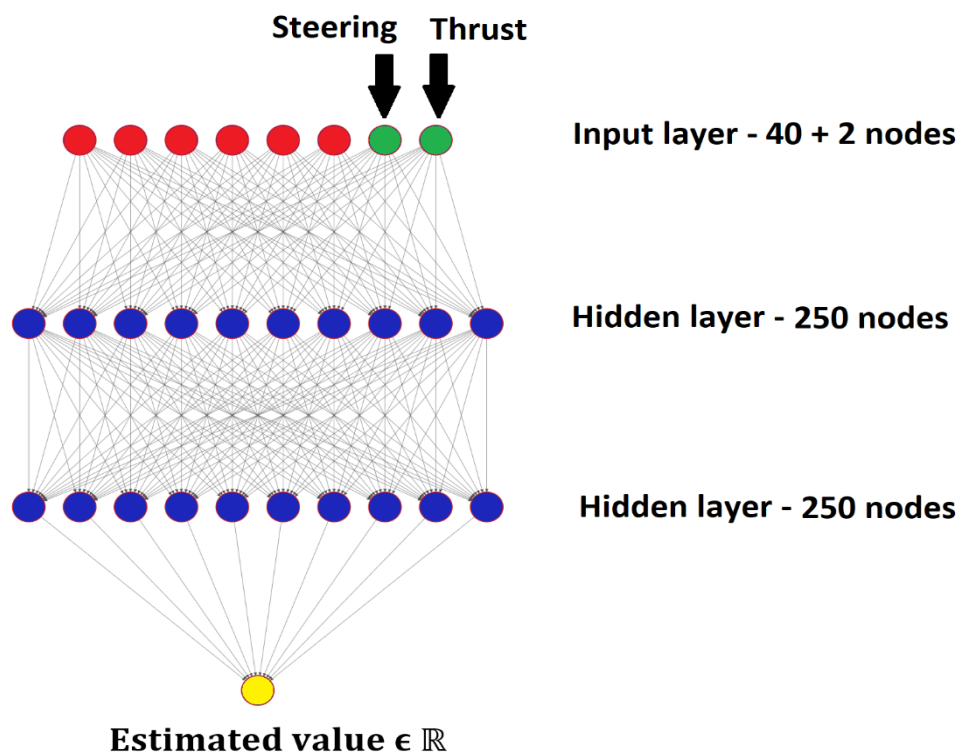 Steering Thrust
Input layer - 40 + 2 nodes
Hidden layer - 250 nodes
Hidden layer - 250 nodes
Estimated value ϵ ℝ